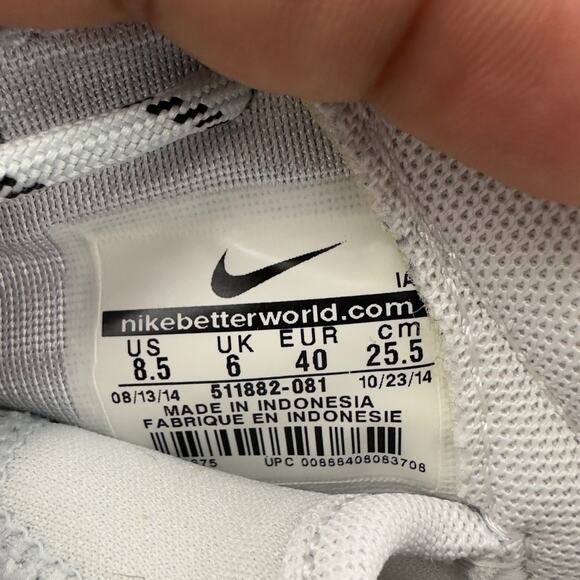 IA
nikebetterworld.com
US UK EUR cm
8.5 6 40 25.5
08/13/14 511882-081 10/23/14
MADE IN INDONESIA
FABRIQUE EN INDONESIE
UPC 00888408083708